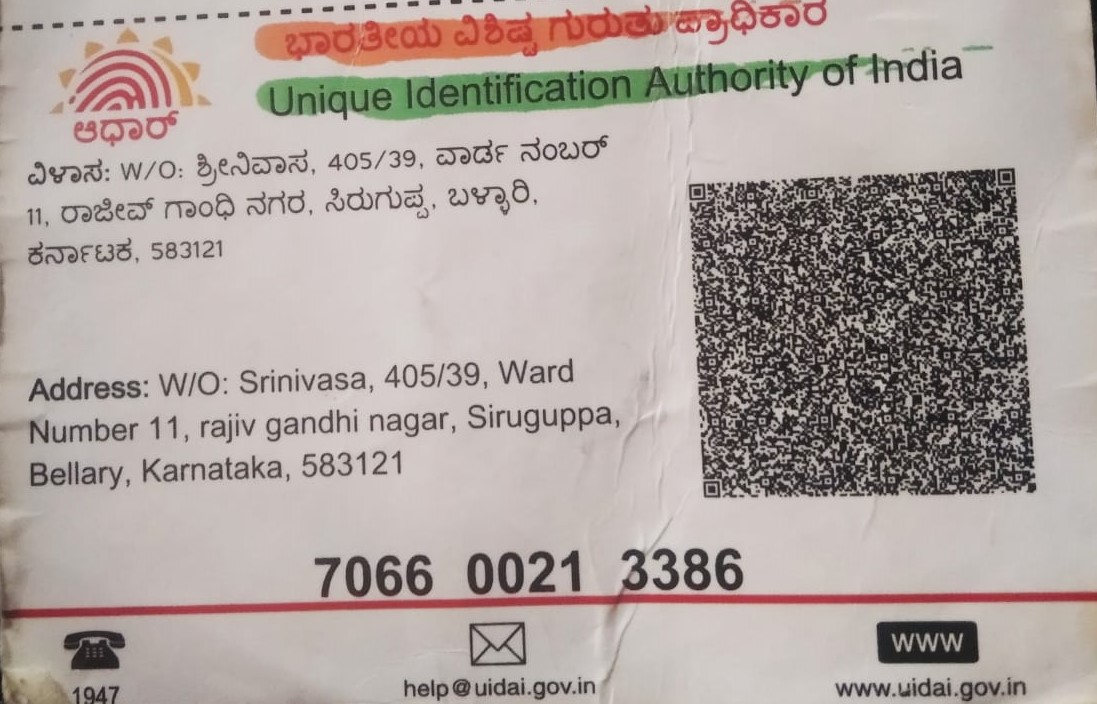 ಭಾರತೀಯ ವಿಶಿಷ್ಟ ಗುರುತು ಪ್ರಾಧಿಕಾರ
Unique Identification Authority of India
ಆಧಾರ್
ವಿಳಾಸ: W/O: ಶ್ರೀನಿವಾಸ, 405/39, ವಾರ್ಡ ನಂಬರ್
11, ರಾಜೀವ್ ಗಾಂಧಿ ನಗರ, ಸಿರುಗುಪ್ಪ, ಬಳ್ಳಾರಿ,
ಕರ್ನಾಟಕ, 583121
Address: W/O: Srinivasa, 405/39, Ward
Number 11, rajiv gandhi nagar, Siruguppa,
Bellary, Karnataka, 583121
7066 0021 3386
WWW
1947
help@uidai.gov.in
www.uidai.gov.in